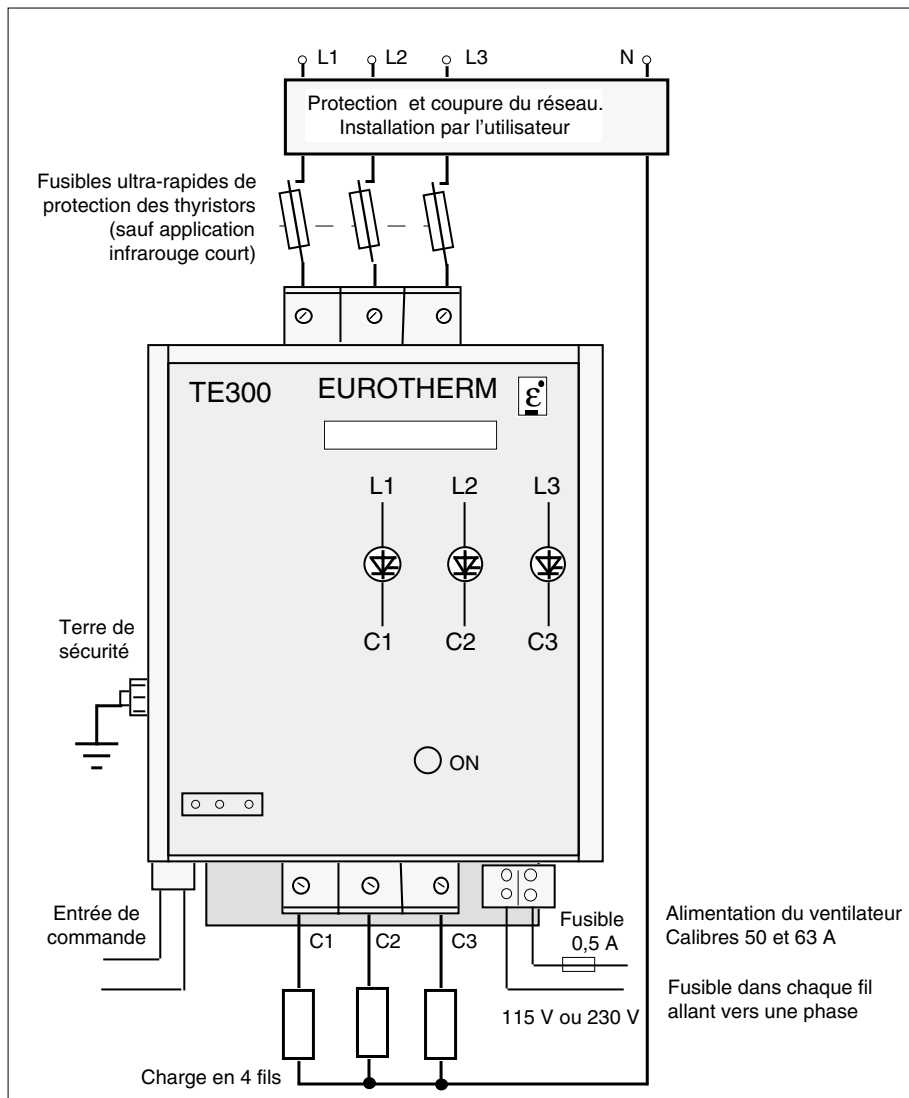 L1
L2
L3
N
Protection et coupure du réseau.
Installation par l'utilisateur
Fusibles ultra-rapides de
protection des thyristors
(sauf application
infrarouge court)
TE300
EUROTHERM
ε
L1
L2
L3
C1
C2
C3
Terre de
sécurité
ON
Entrée de
commande
C1
C2
C3
Fusible
0,5 A
Alimentation du ventilateur
Calibres 50 et 63 A
Fusible dans chaque fil
allant vers une phase
115 V ou 230 V
Charge en 4 fils